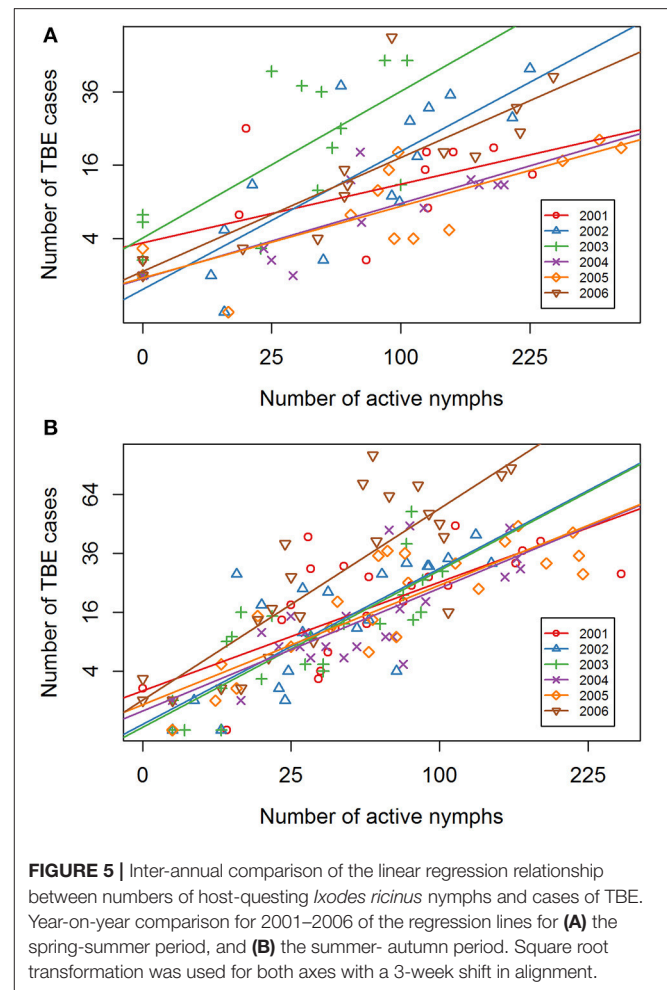 A
Number of TBE cases
36
16
4
2001
2002
2003
2004
2005
2006
0 25 100 225
Number of active nymphs
B
Number of TBE cases
64
36
16
4
2001
2002
2003
2004
2005
2006
0 25 100 225
Number of active nymphs
FIGURE 5 | Inter-annual comparison of the linear regression relationship
between numbers of host-questing Ixodes ricinus nymphs and cases of TBE.
Year-on-year comparison for 2001–2006 of the regression lines for (A) the
spring-summer period, and (B) the summer- autumn period. Square root
transformation was used for both axes with a 3-week shift in alignment.